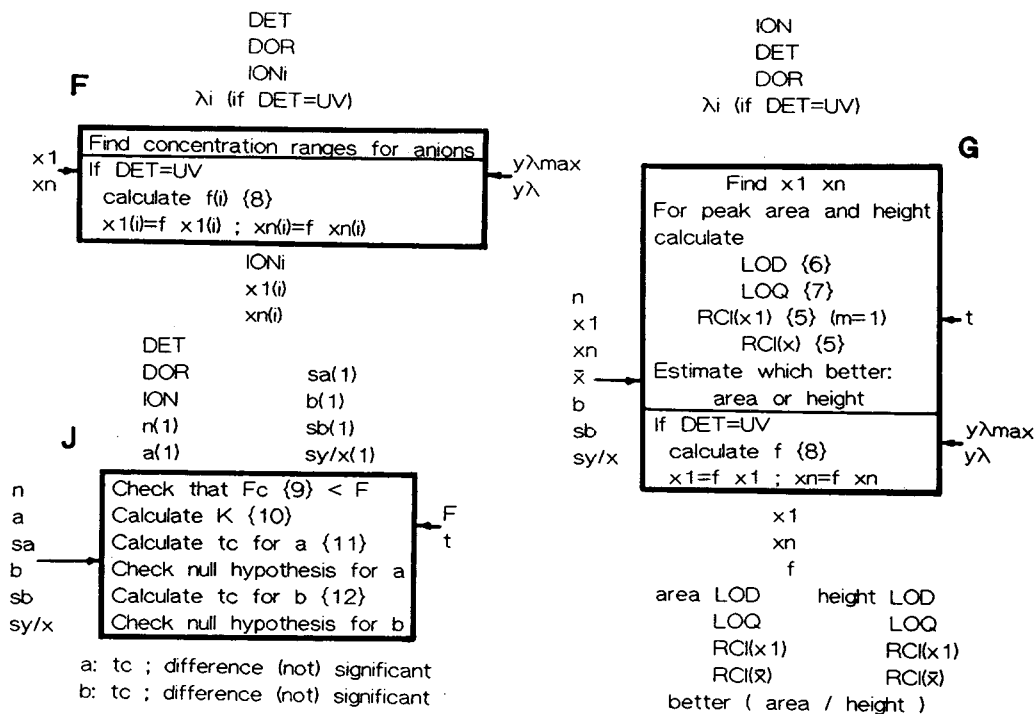 DET
DOR
IONi
F
λi (if DET=UV)
Find concentration ranges for anions
x1
xn
If DET=UV
calculate f(i) {8}
x1(i)=f x1(i) ; xn(i)=f xn(i)
yλmax
yλ
IONi
x1(i)
xn(i)
DET
DOR
ION
n(1)
a(1)
sa(1)
b(1)
sb(1)
sy/x(1)
J
n
a
sa
b
sb
sy/x
Check that Fc {9} < F
Calculate K {10}
Calculate tc for a {11}
Check null hypothesis for a
Calculate tc for b {12}
Check null hypothesis for b
F
t
a: tc ; difference (not) significant
b: tc ; difference (not) significant
ION
DET
DOR
λi (if DET=UV)
G
Find x1 xn
For peak area and height
calculate
LOD {6}
LOQ {7}
RCI(x1) {5} (m=1)
RCI(x) {5}
Estimate which better:
area or height
n
x1
xn
x̄
b
sb
sy/x
t
If DET=UV
calculate f {8}
x1=f x1 ; xn=f xn
yλmax
yλ
x1
xn
f
area LOD
LOQ
RCI(x1)
RCI(x̄)
height LOD
LOQ
RCI(x1)
RCI(x̄)
better ( area / height )